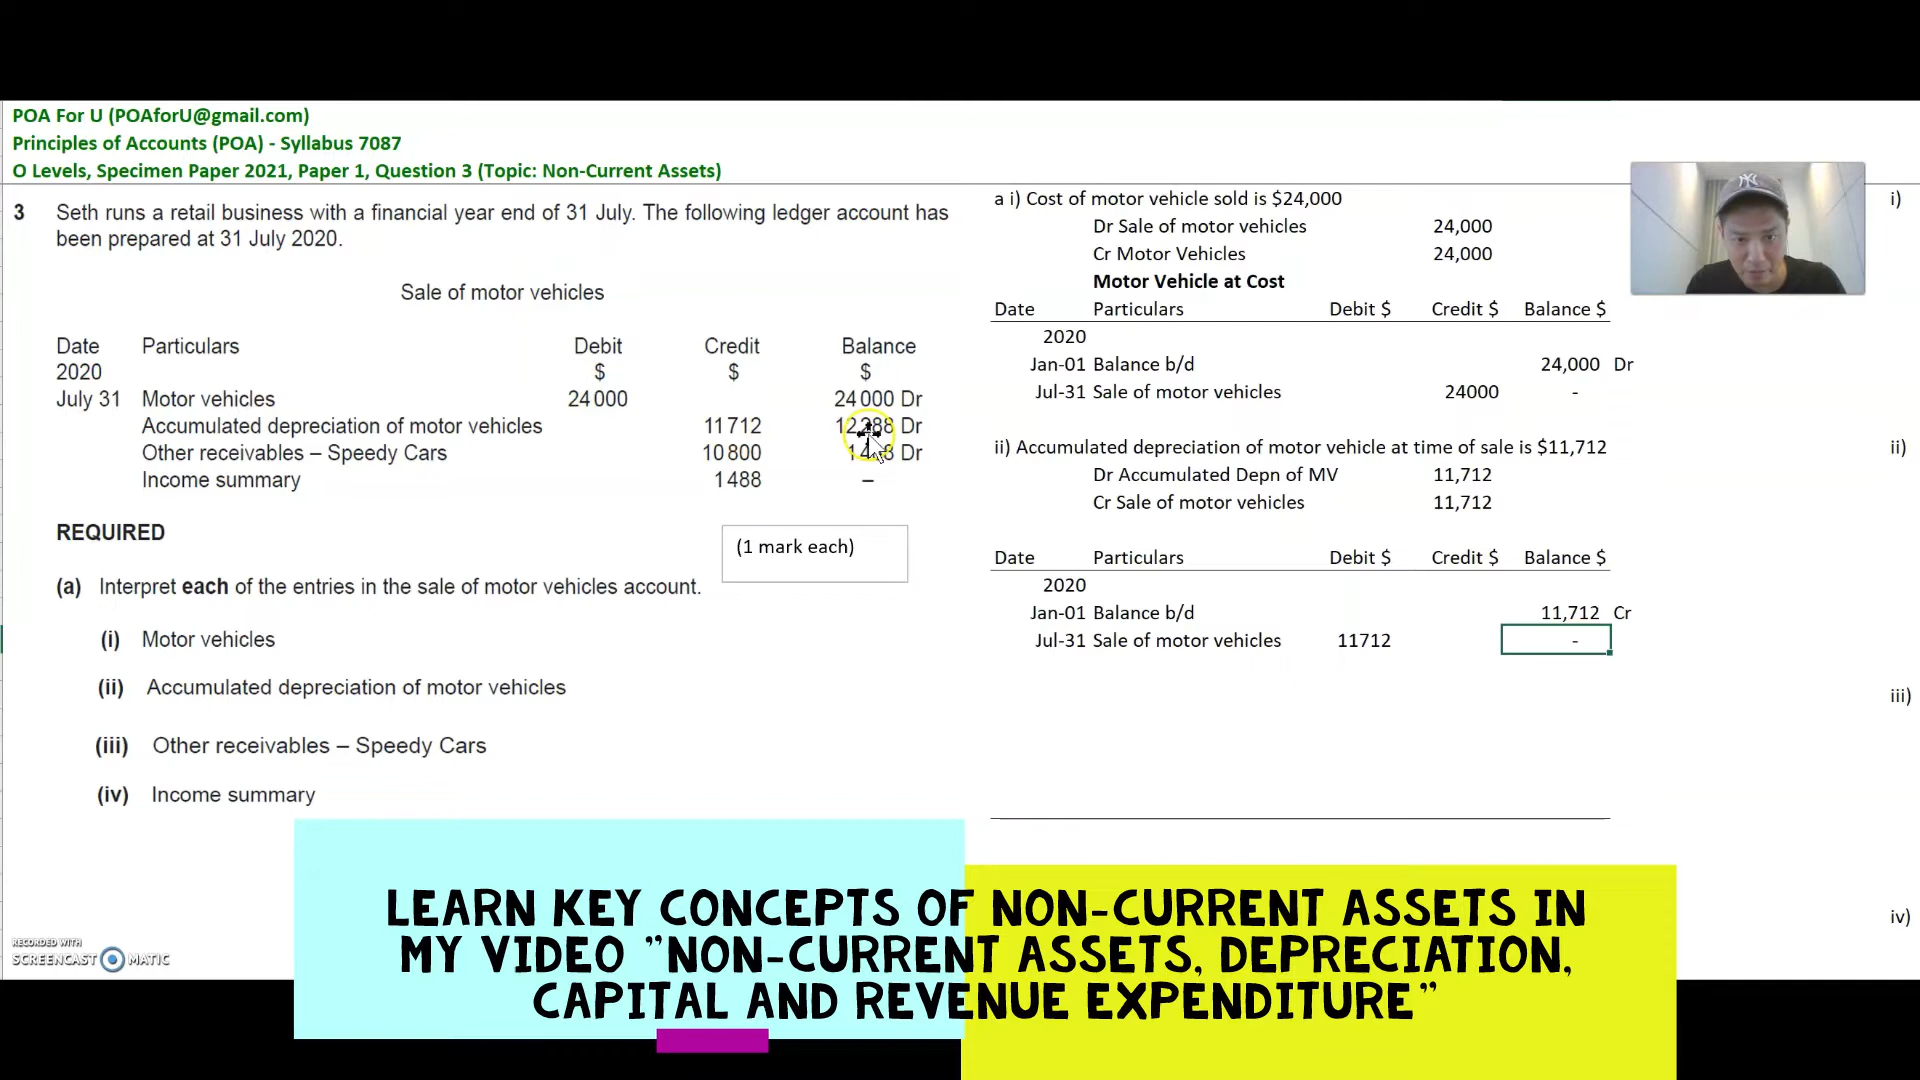 POA For U (POAforU@gmail.com)
Principles of Accounts (POA) - Syllabus 7087
O Levels, Specimen Paper 2021, Paper 1, Question 3 (Topic: Non-Current Assets)
3 Seth runs a retail business with a financial year end of 31 July. The following ledger account has
been prepared at 31 July 2020.
Sale of motor vehicles
Date Particulars Debit Credit Balance
2020 $ $ $
July 31 Motor vehicles 24 000 24 000 Dr
Accumulated depreciation of motor vehicles 11 712 12 288 Dr
Other receivables – Speedy Cars 10 800 Dr
Income summary 1 488 –
REQUIRED
(1 mark each)
(a) Interpret each of the entries in the sale of motor vehicles account.
(i) Motor vehicles
(ii) Accumulated depreciation of motor vehicles
(iii) Other receivables – Speedy Cars
(iv) Income summary
a i) Cost of motor vehicle sold is $24,000
Dr Sale of motor vehicles 24,000
Cr Motor Vehicles 24,000
Motor Vehicle at Cost
Date Particulars Debit $ Credit $ Balance $
2020
Jan-01 Balance b/d 24,000 Dr
Jul-31 Sale of motor vehicles 24000 -
ii) Accumulated depreciation of motor vehicle at time of sale is $11,712
Dr Accumulated Depn of MV 11,712
Cr Sale of motor vehicles 11,712
Date Particulars Debit $ Credit $ Balance $
2020
Jan-01 Balance b/d 11,712 Cr
Jul-31 Sale of motor vehicles 11712 -
i)
ii)
iii)
iv)
LEARN KEY CONCEPTS OF NON-CURRENT ASSETS IN
MY VIDEO "NON-CURRENT ASSETS, DEPRECIATION,
CAPITAL AND REVENUE EXPENDITURE"
RECORDED WITH
SCREENCAST MATIC